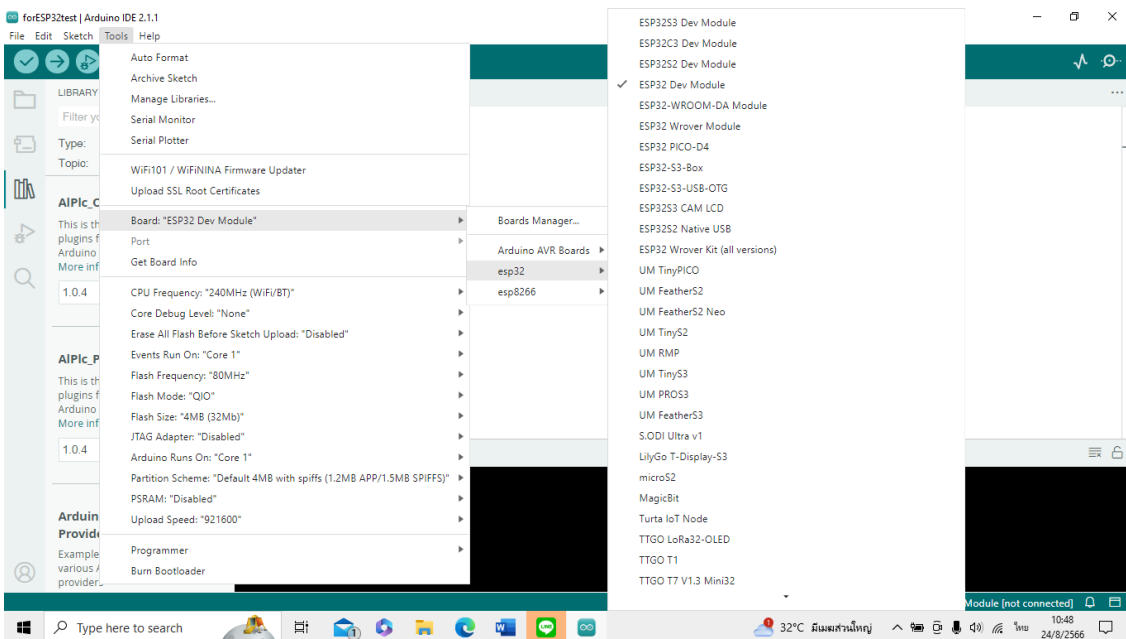 forESP32test | Arduino IDE 2.1.1
File Edit Sketch Tools Help
LIBRARY
Filter yo
Type:
Topic:
AlPlc_O
This is th
plugins f
Arduino
More inf
1.0.4
AlPlc_P
This is th
plugins f
Arduino
More inf
1.0.4
Arduin
Provide
Example
various A
providers
Auto Format
Archive Sketch
Manage Libraries...
Serial Monitor
Serial Plotter
WiFi101 / WiFiNINA Firmware Updater
Upload SSL Root Certificates
Board: "ESP32 Dev Module"
Port
Get Board Info
CPU Frequency: "240MHz (WiFi/BT)"
Core Debug Level: "None"
Erase All Flash Before Sketch Upload: "Disabled"
Events Run On: "Core 1"
Flash Frequency: "80MHz"
Flash Mode: "QIO"
Flash Size: "4MB (32Mb)"
JTAG Adapter: "Disabled"
Arduino Runs On: "Core 1"
Partition Scheme: "Default 4MB with spiffs (1.2MB APP/1.5MB SPIFFS)"
PSRAM: "Disabled"
Upload Speed: "921600"
Programmer
Burn Bootloader
Boards Manager...
Arduino AVR Boards
esp32
esp8266
ESP32S3 Dev Module
ESP32C3 Dev Module
ESP32S2 Dev Module
ESP32 Dev Module
ESP32-WROOM-DA Module
ESP32 Wrover Module
ESP32 PICO-D4
ESP32-S3-Box
ESP32-S3-USB-OTG
ESP32S3 CAM LCD
ESP32S2 Native USB
ESP32 Wrover Kit (all versions)
UM TinyPICO
UM FeatherS2
UM FeatherS2 Neo
UM TinyS2
UM RMP
UM TinyS3
UM PROS3
UM FeatherS3
S.ODI Ultra v1
LilyGo T-Display-S3
microS2
MagicBit
Turta IoT Node
TTGO LoRa32-OLED
TTGO T1
TTGO T7 V1.3 Mini32
Module [not connected]
Type here to search
32°C มีเมฆส่วนใหญ่
ไทย
10:48
24/8/2566